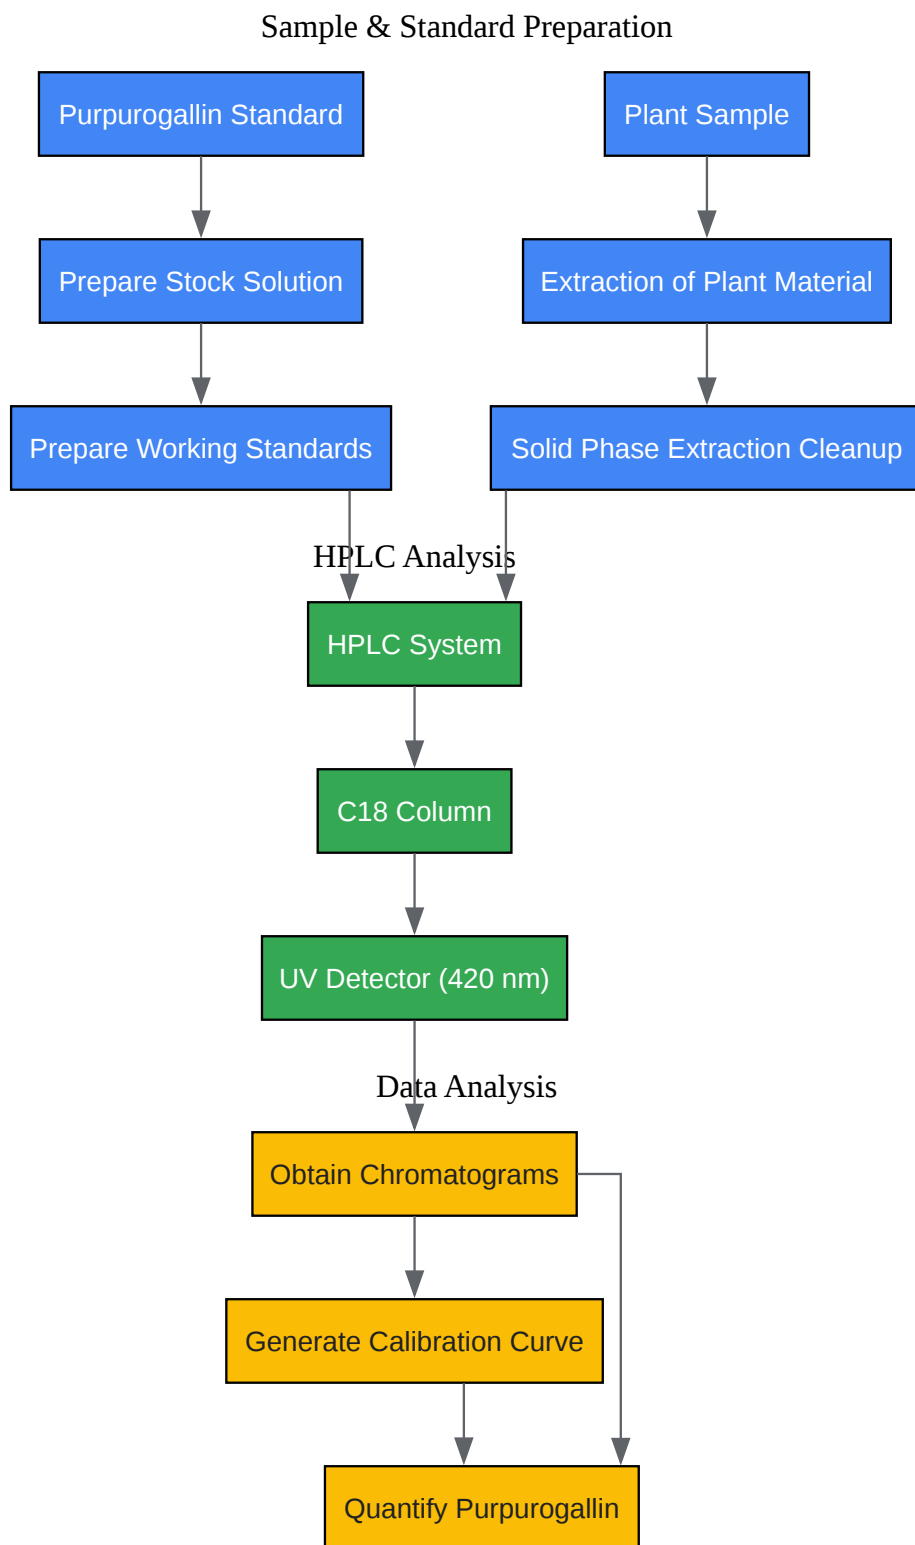 Sample & Standard Preparation
Purpurogallin Standard
Plant Sample
Prepare Stock Solution
Extraction of Plant Material
Prepare Working Standards
Solid Phase Extraction Cleanup
HPLC Analysis
HPLC System
C18 Column
UV Detector (420 nm)
Data Analysis
Obtain Chromatograms
Generate Calibration Curve
Quantify Purpurogallin